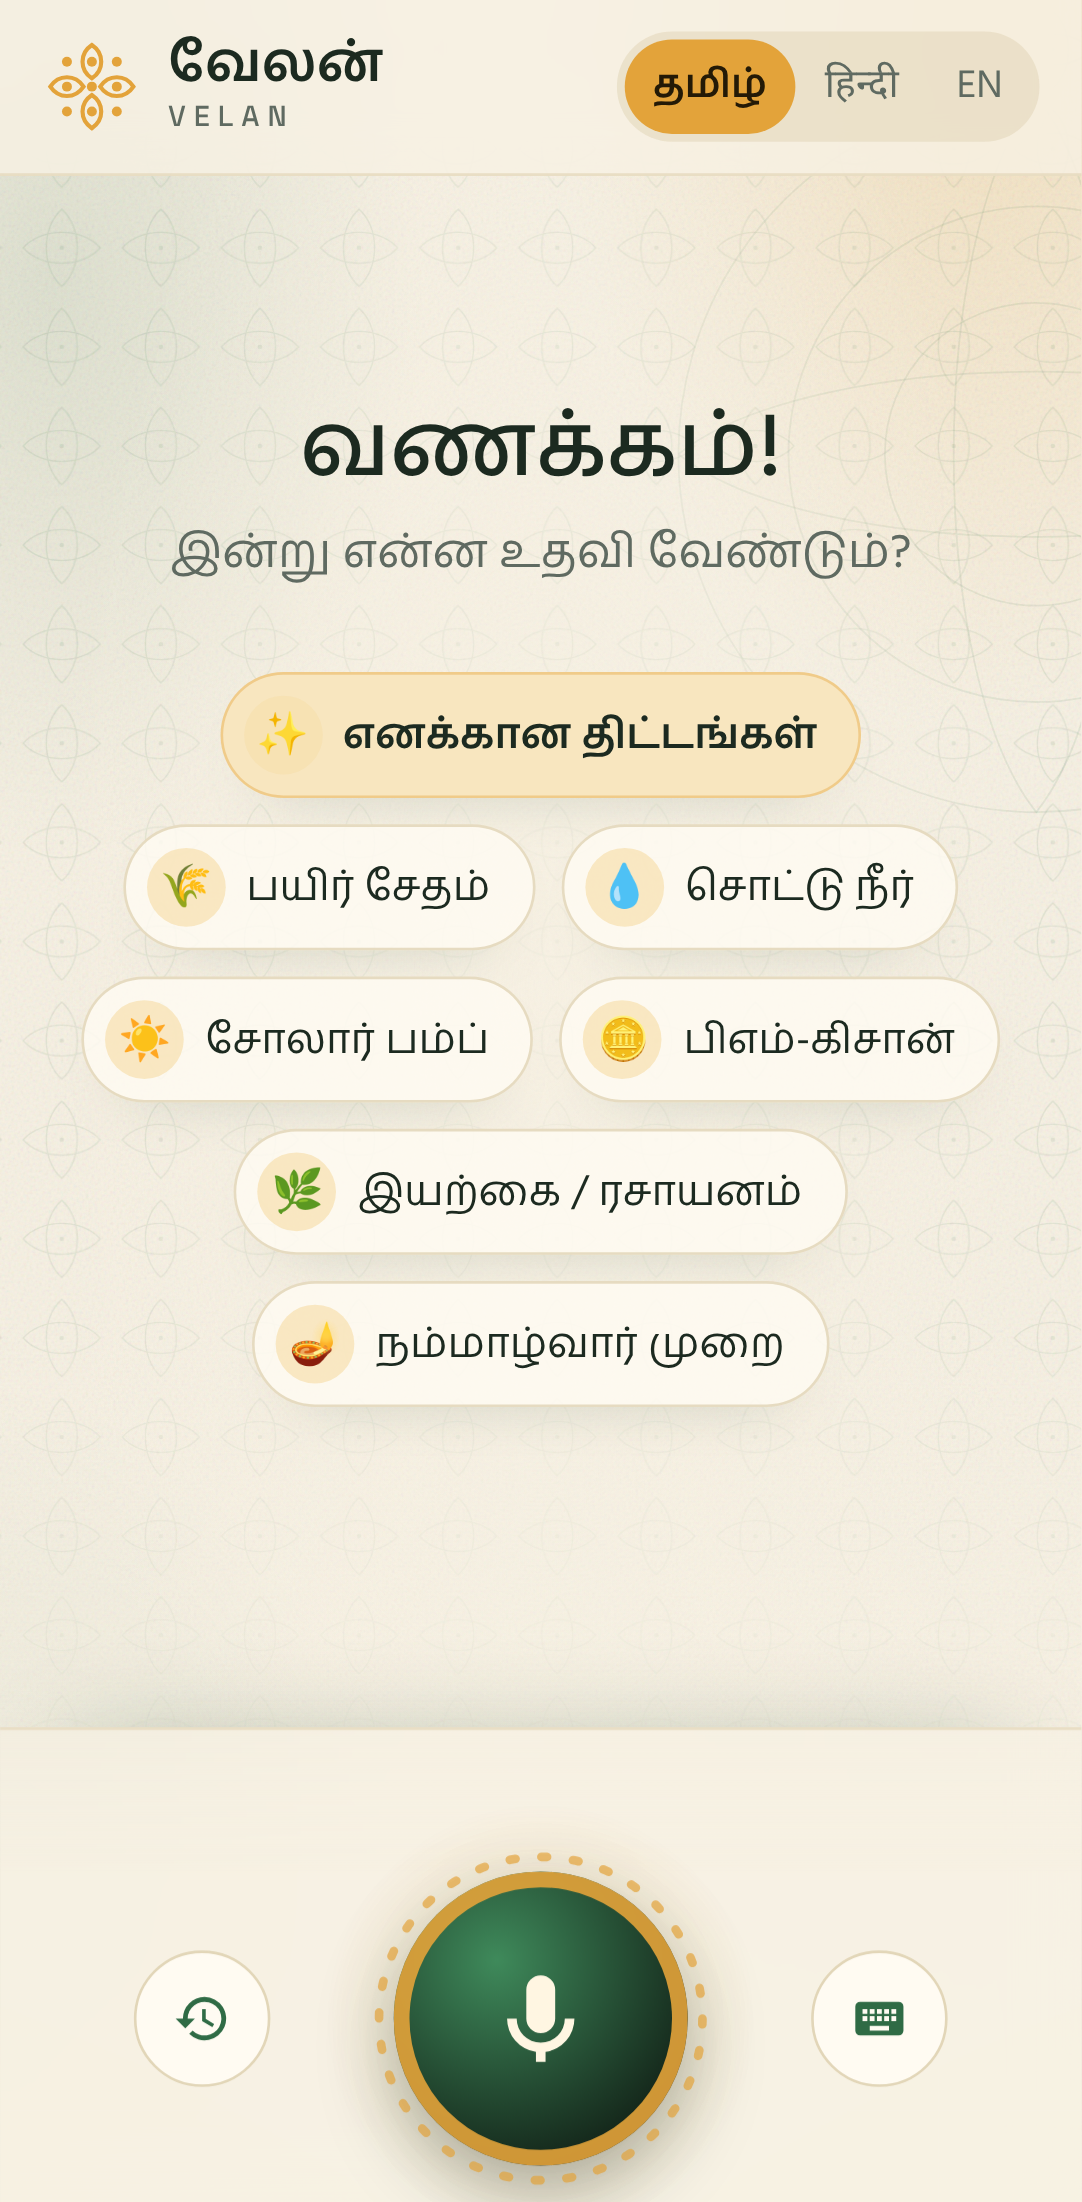 வேலன்
VELAN
தமிழ் हिन्दी EN
வணக்கம்!
இன்று என்ன உதவி வேண்டும்?
எனக்கான திட்டங்கள்
பயிர் சேதம் சொட்டு நீர்
சோலார் பம்ப் பிஎம்-கிசான்
இயற்கை / ரசாயனம்
நம்மாழ்வார் முறை